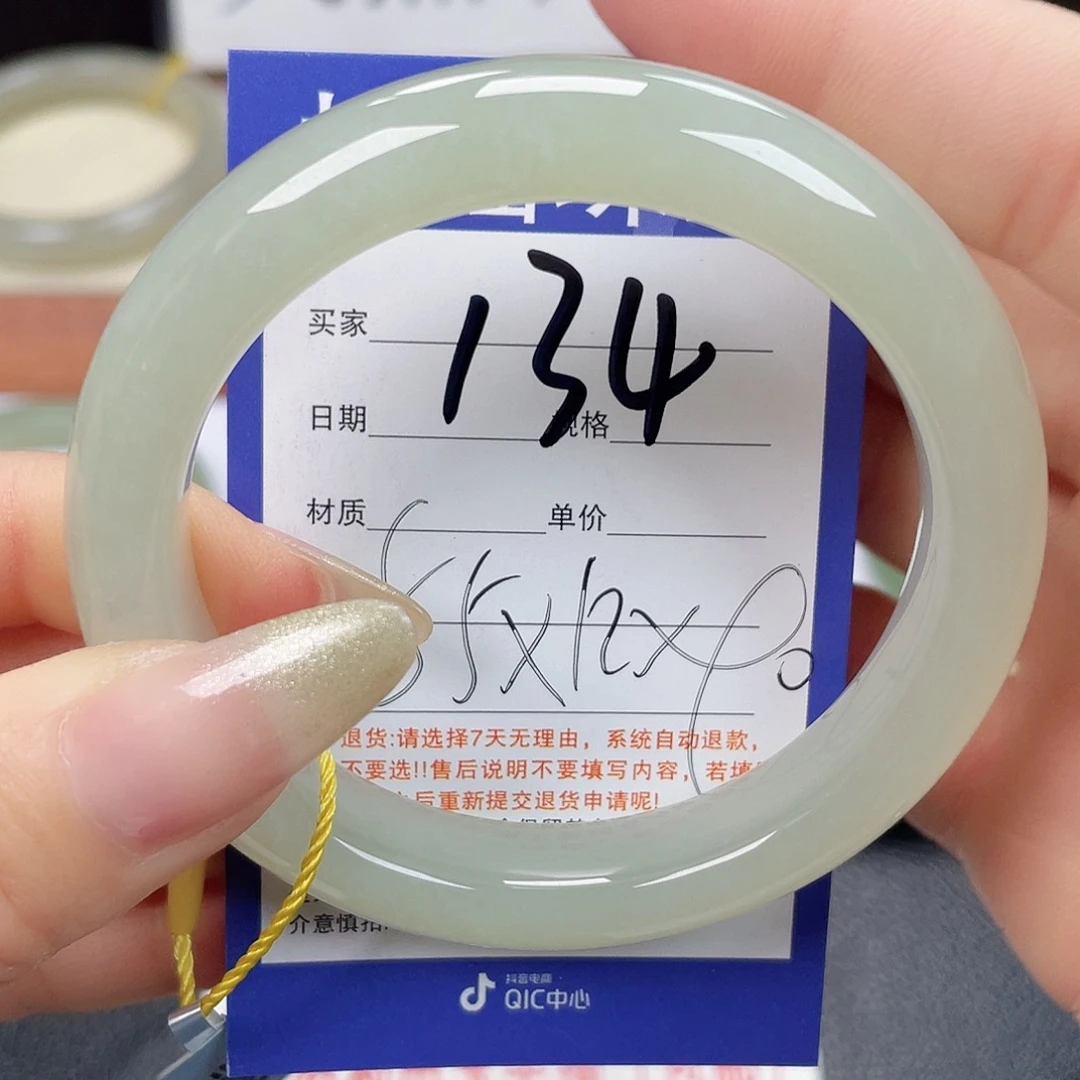 买家
134
日期 规格
材质 单价
55x12x9。
退货:请选择7天无理由，系统自动退款，
不要选!!售后说明不要填写内容，若填
后重新提交退货申请呢!
介意慎拍
抖音电商
QIC中心